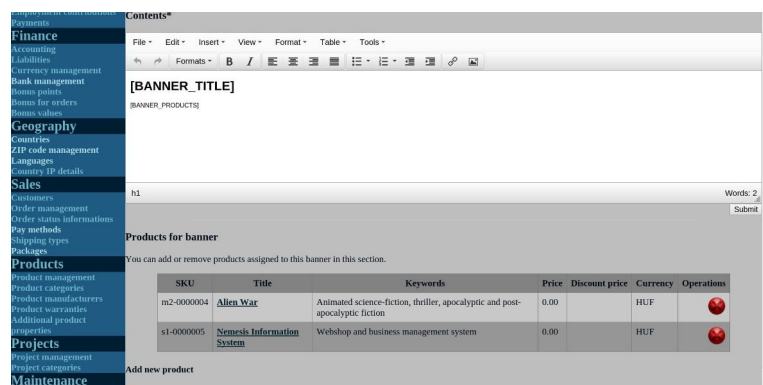 Employment contributions
Payments
Finance
Accounting
Liabilities
Currency management
Bank management
Bonus points
Bonus for orders
Bonus values
Geography
Countries
ZIP code management
Languages
Country IP details
Sales
Customers
Order management
Order status informations
Pay methods
Shipping types
Packages
Products
Product management
Product categories
Product manufacturers
Product warranties
Additional product
properties
Projects
Project management
Project categories
Maintenance
Contents*
File Edit Insert View Format Table Tools
Formats B I
[BANNER_TITLE]
[BANNER_PRODUCTS]
h1 Words: 2
Submit
Products for banner
You can add or remove products assigned to this banner in this section.
SKU Title Keywords Price Discount price Currency Operations
m2-0000004 Alien War Animated science-fiction, thriller, apocalyptic and post- 0.00 HUF
apocalyptic fiction
s1-0000005 Nemesis Information Webshop and business management system 0.00 HUF
System
Add new product